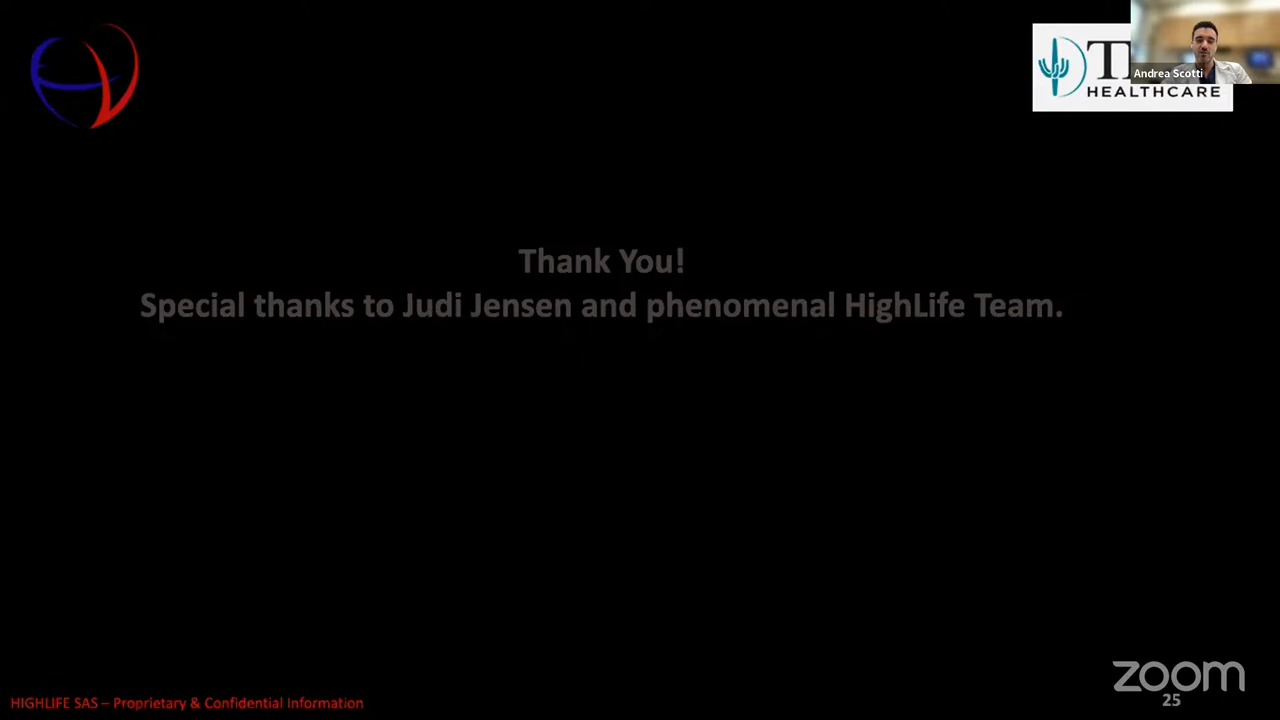 Andrea Scotti
HEALTHCARE
Thank You!
Special thanks to Judi Jensen and phenomenal HighLife Team.
zoom
HIGHLIFE SAS – Proprietary & Confidential Information
25